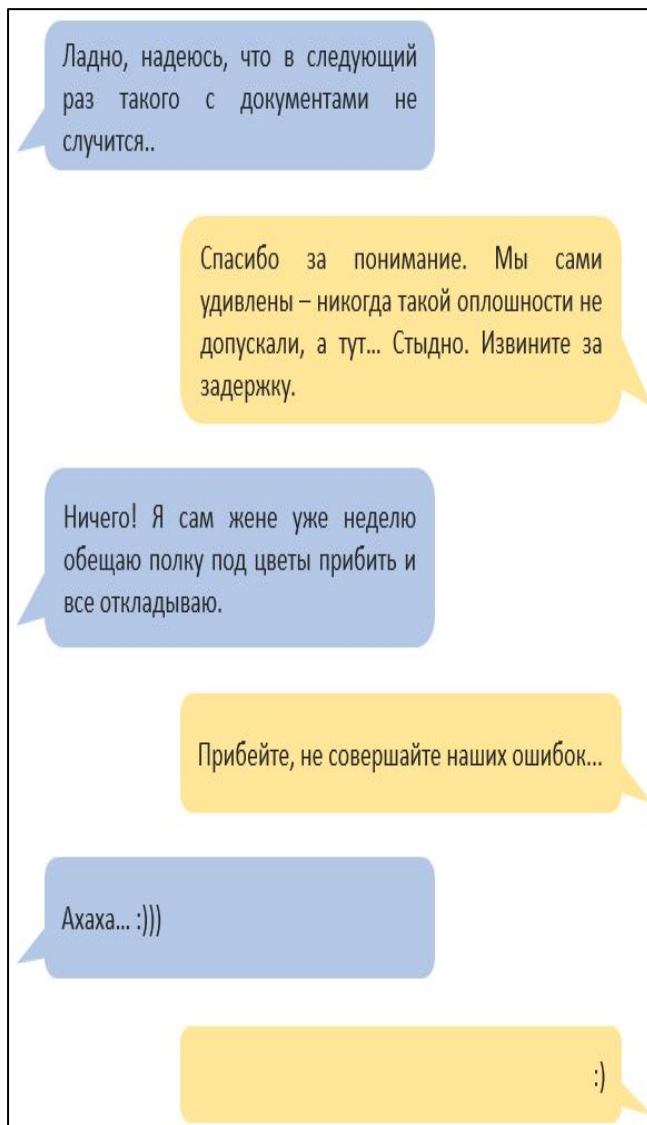 Ладно, надеюсь, что в следующий
раз такого с документами не
случится..
Спасибо за понимание. Мы сами
удивлены – никогда такой оплошности не
допускали, а тут... Стыдно. Извините за
задержку.
Ничего! Я сам жене уже неделю
обещаю полку под цветы прибить и
все откладываю.
Прибейте, не совершайте наших ошибок...
Ахаха... :)))
:)